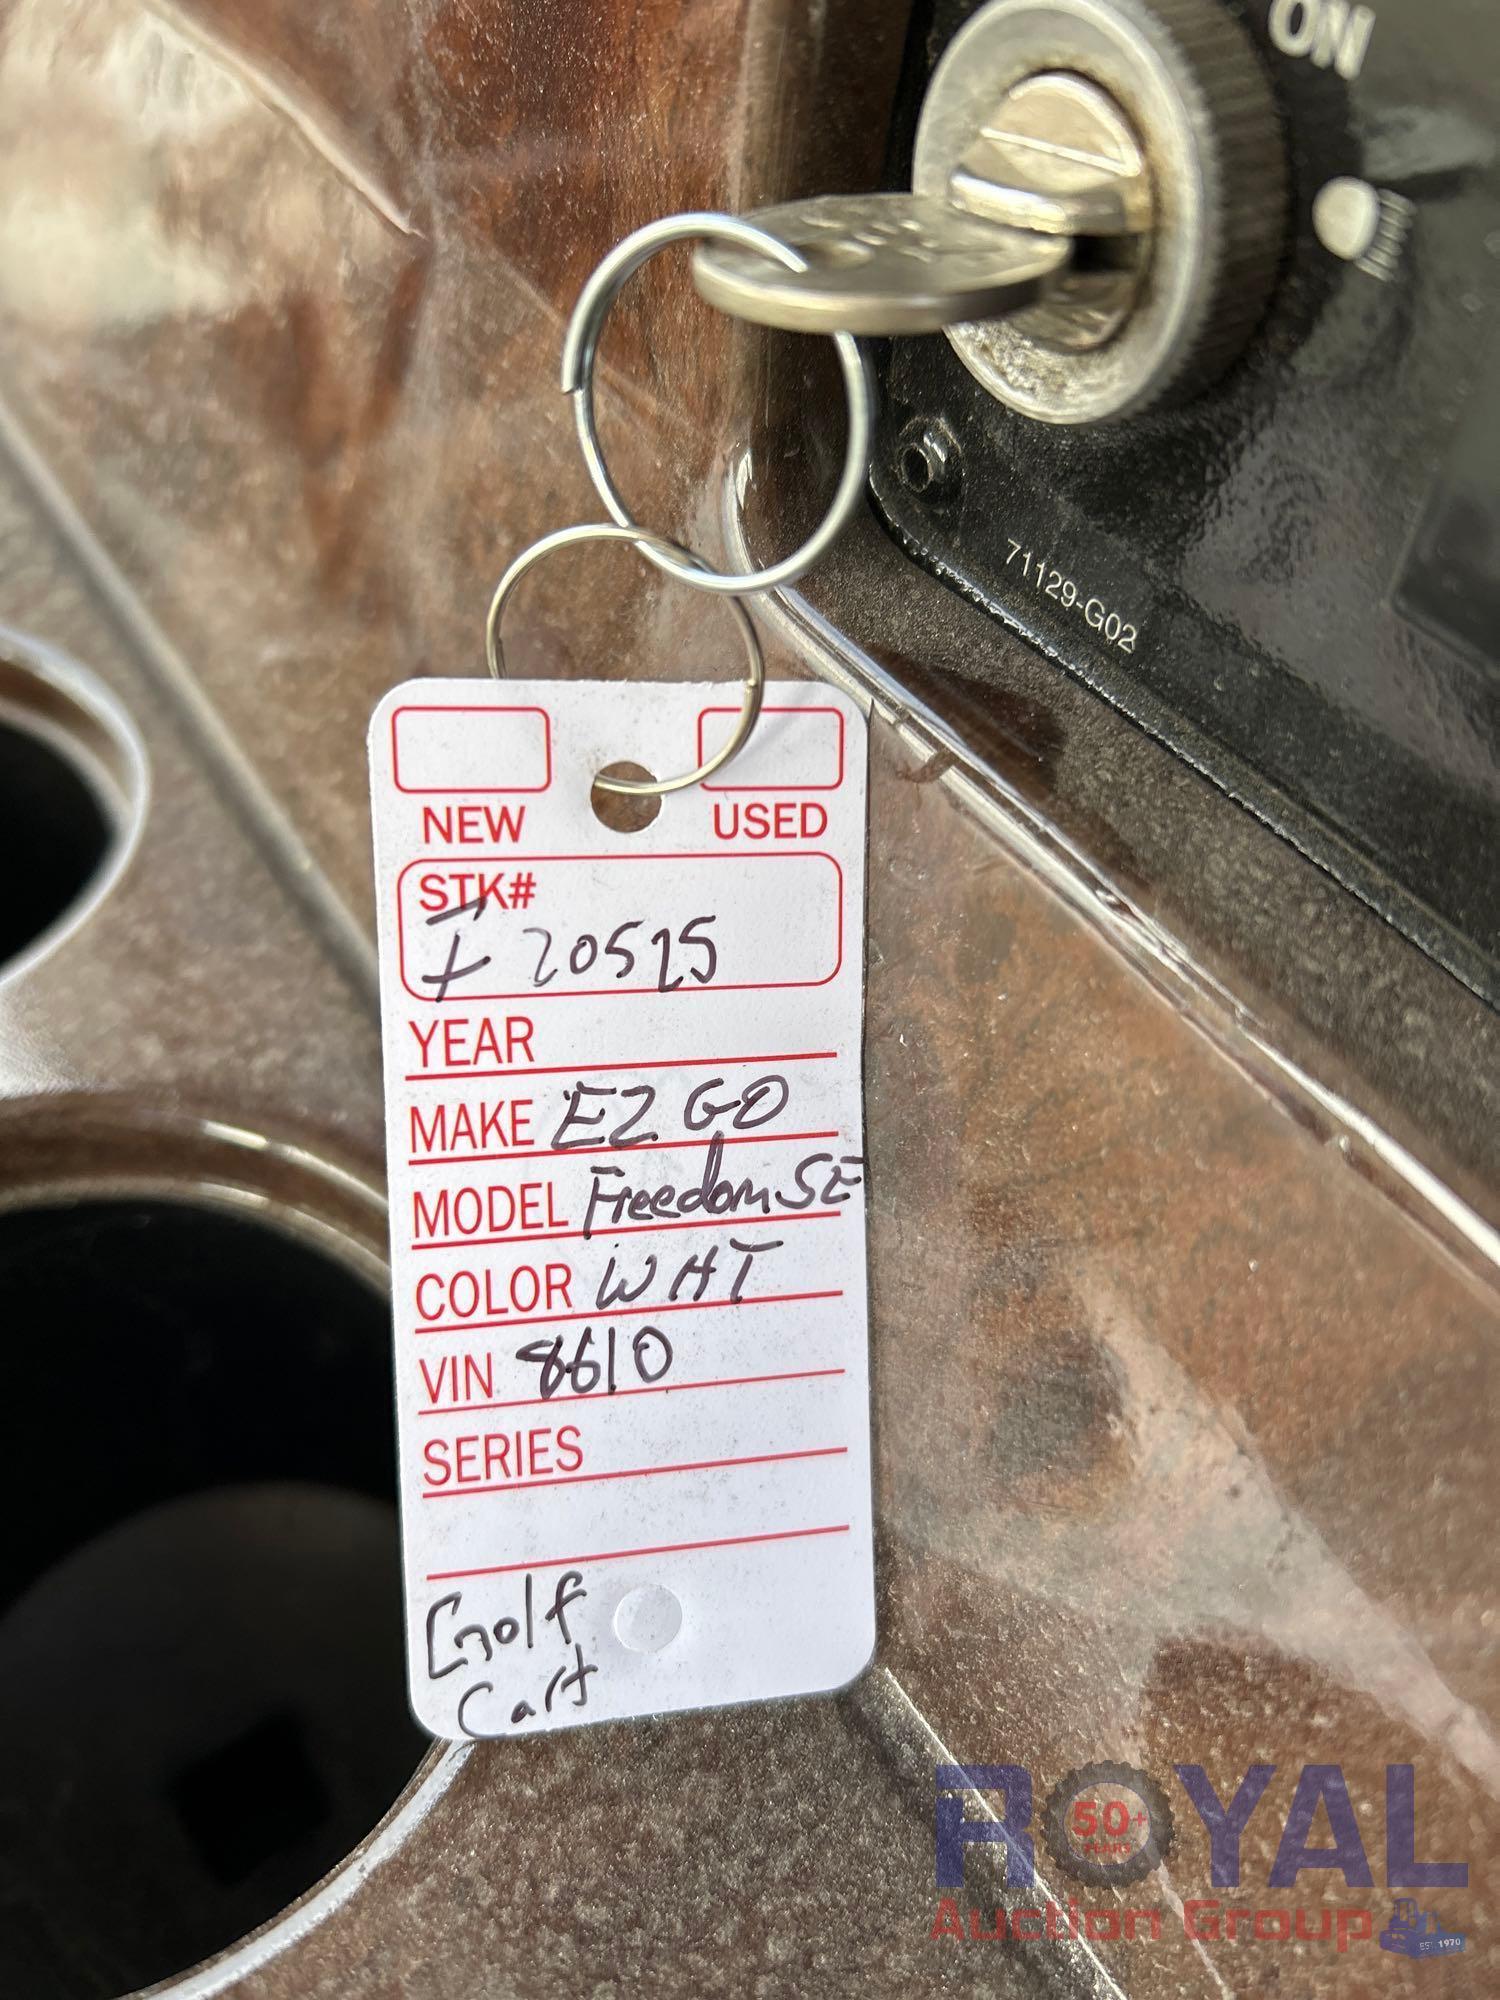 ON
71129-G02
NEW USED
STK#
I 20525
YEAR
MAKE EZ GO
MODEL Freedom SE
COLOR WHT
VIN 8610
SERIES
Golf
Cart
ROYAL
50+
YEARS
Auction Group
EST 1970